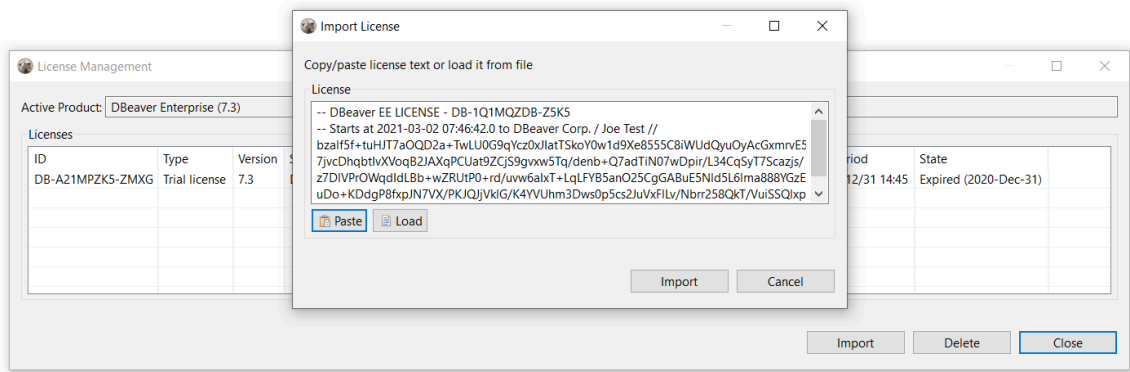 Import License
Copy/paste license text or load it from file
License
-- DBeaver EE LICENSE - DB-1Q1MQZDB-Z5K5
-- Starts at 2021-03-02 07:46:42.0 to DBeaver Corp. / Joe Test //
bzaIf5f+tuHJT7aOQD2a+TwLU0G9qYcz0xJIatTSkoY0w1d9Xe8555C8iWUdQyuOyAcGxmrvE5
7jvcDhqbtIvXVoqB2JAXqPCUat9ZCjS9gvxw5Tq/denb+Q7adTiN07wDpir/L34CqSyT7Scazjs/
z7DIVPrOWqdIdLBb+wZRUtP0+rd/uvw6aIxT+LqLFYB5anO25CgGABuE5NId5L6Ima888YGzE
uDo+KDdgP8fxpJN7VX/PKJQJjVkIG/K4YVUhm3Dws0p5cs2JuVxFILv/Nbrr258QkT/VuiSSQIxp
Paste Load
Import Cancel
License Management
Active Product: DBeaver Enterprise (7.3)
Licenses
ID Type Version State
DB-A21MPZK5-ZMXG Trial license 7.3 12/31 14:45 Expired (2020-Dec-31)
Import Delete Close